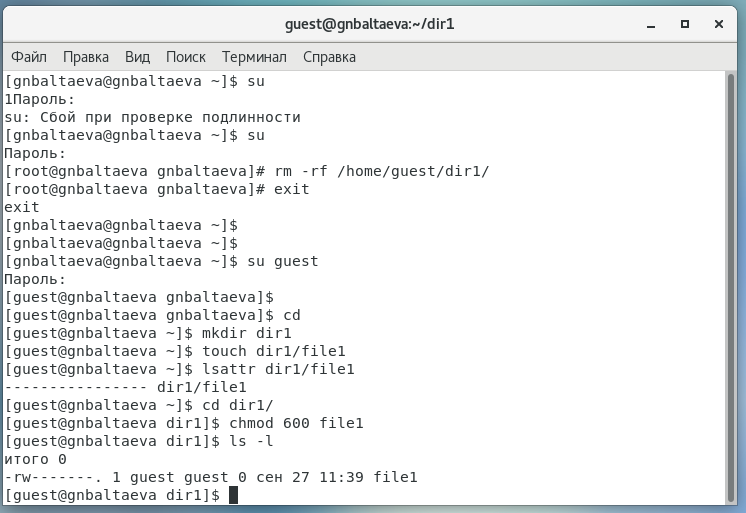 guest@gnbaltaeva:~/dir1
Файл Правка Вид Поиск Терминал Справка
[gnbaltaeva@gnbaltaeva ~]$ su
1Пароль:
su: Сбой при проверке подлинности
[gnbaltaeva@gnbaltaeva ~]$ su
Пароль:
[root@gnbaltaeva gnbaltaeva]# rm -rf /home/guest/dir1/
[root@gnbaltaeva gnbaltaeva]# exit
exit
[gnbaltaeva@gnbaltaeva ~]$
[gnbaltaeva@gnbaltaeva ~]$
[gnbaltaeva@gnbaltaeva ~]$ su guest
Пароль:
[guest@gnbaltaeva gnbaltaeva]$
[guest@gnbaltaeva gnbaltaeva]$ cd
[guest@gnbaltaeva ~]$ mkdir dir1
[guest@gnbaltaeva ~]$ touch dir1/file1
[guest@gnbaltaeva ~]$ lsattr dir1/file1
---------------- dir1/file1
[guest@gnbaltaeva ~]$ cd dir1/
[guest@gnbaltaeva dir1]$ chmod 600 file1
[guest@gnbaltaeva dir1]$ ls -l
итого 0
-rw-------. 1 guest guest 0 сен 27 11:39 file1
[guest@gnbaltaeva dir1]$